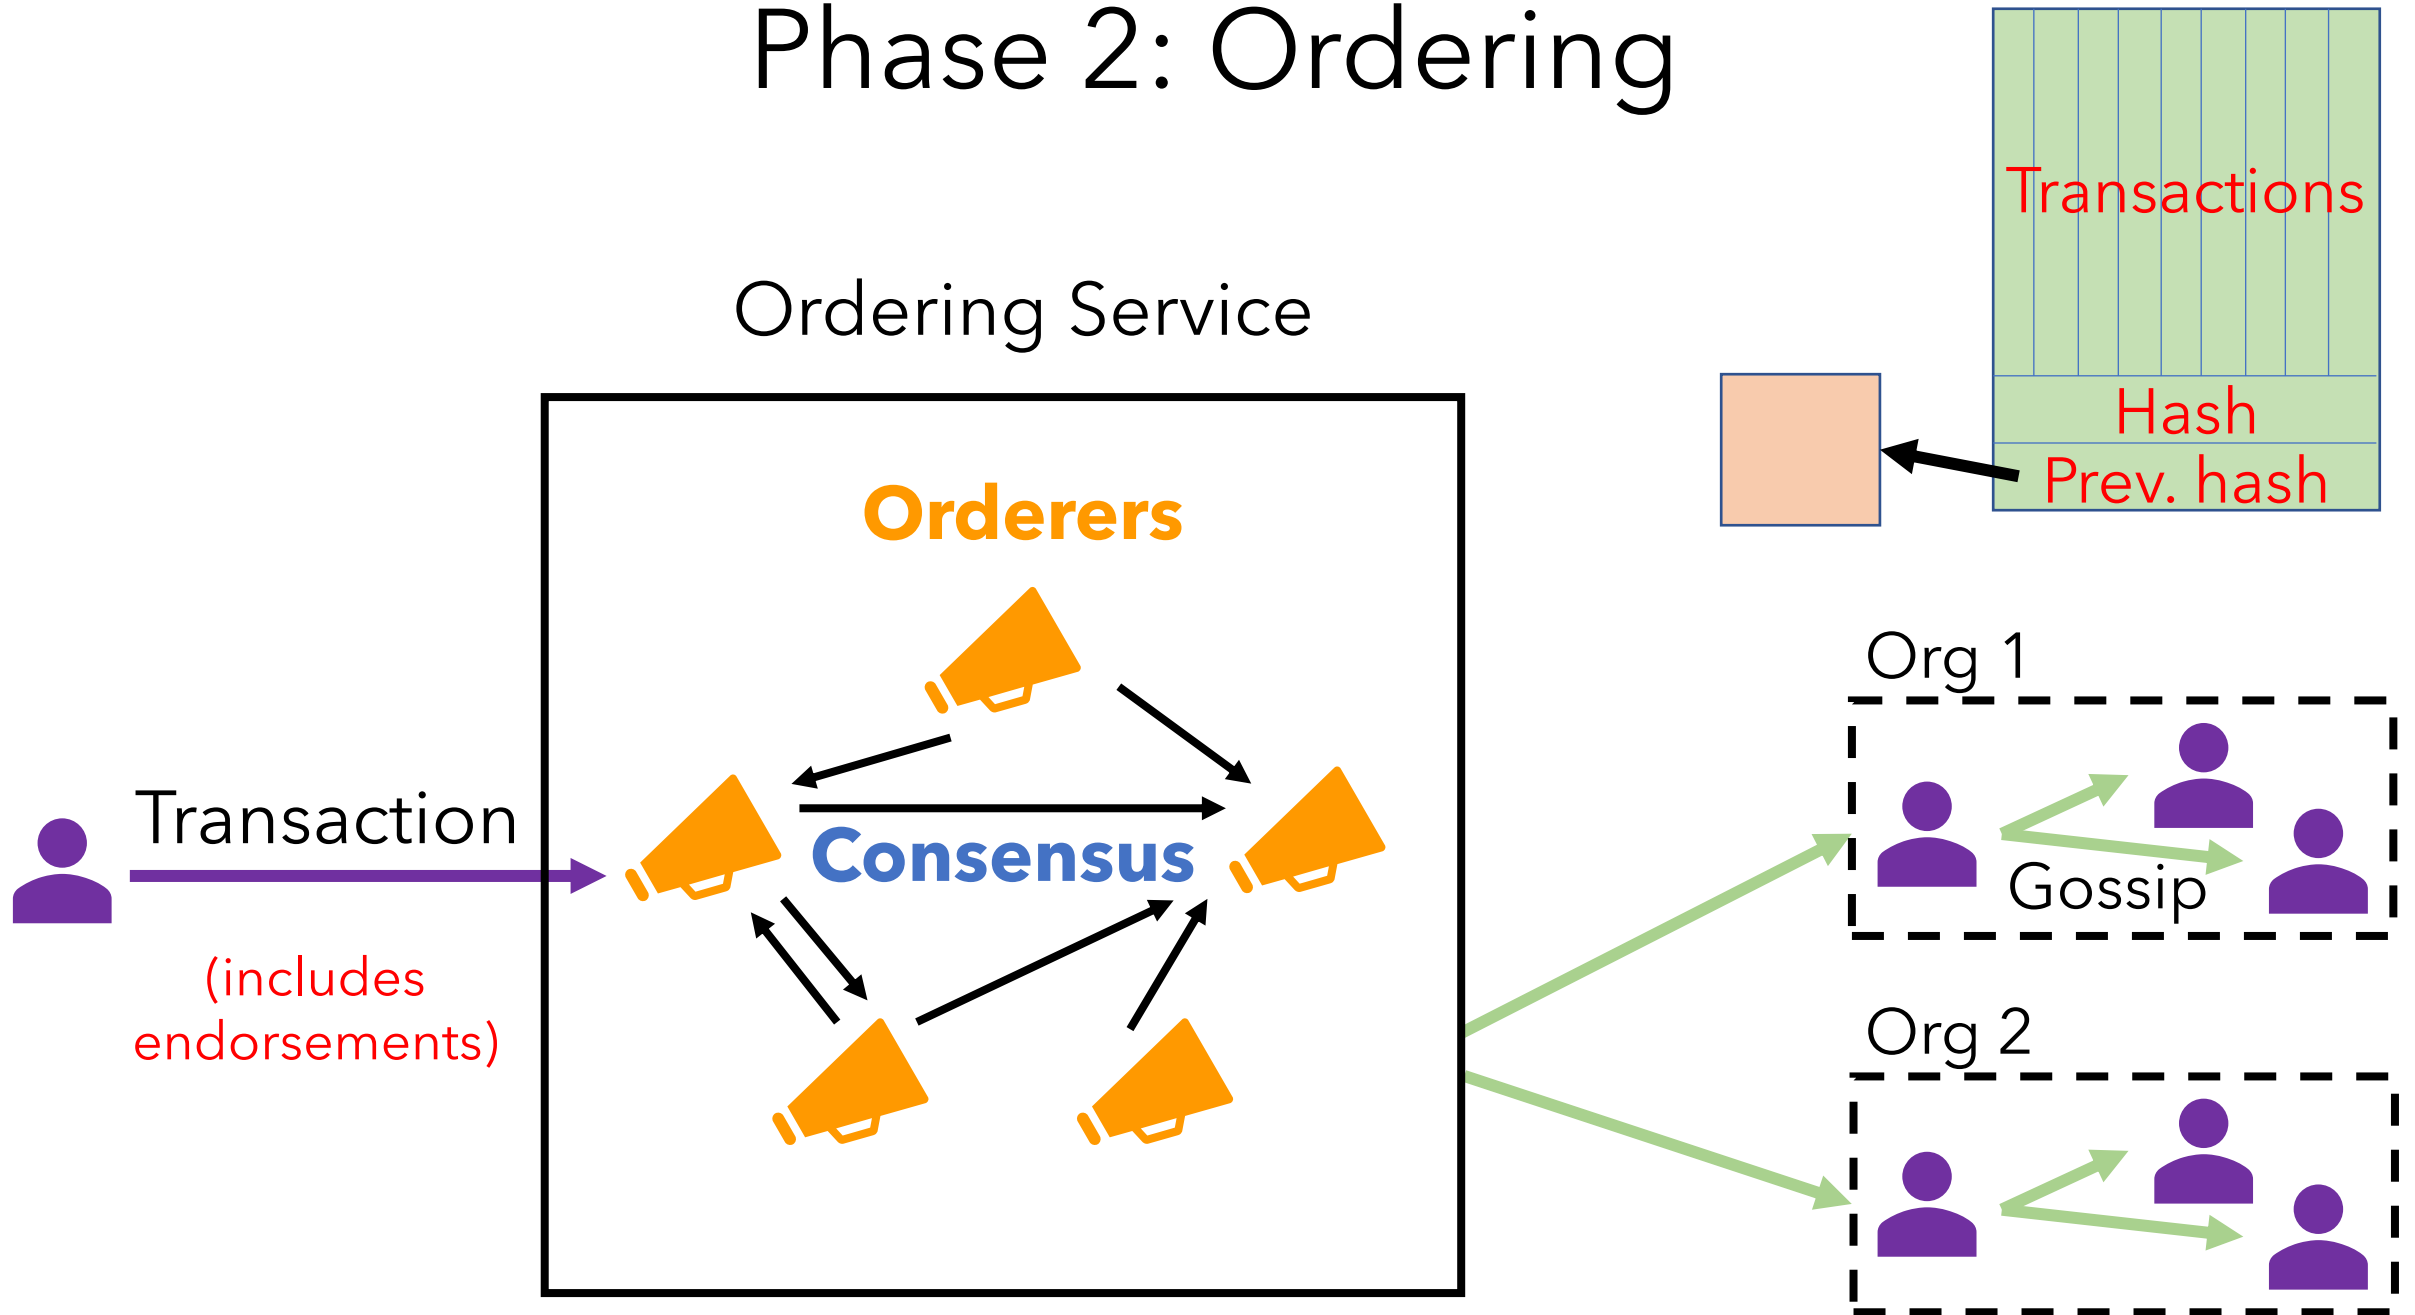 Phase 2: Ordering
Transactions
Hash
Prev. hash
Ordering Service
Orderers
Consensus
Transaction
(includes
endorsements)
Org 1
Gossip
Org 2